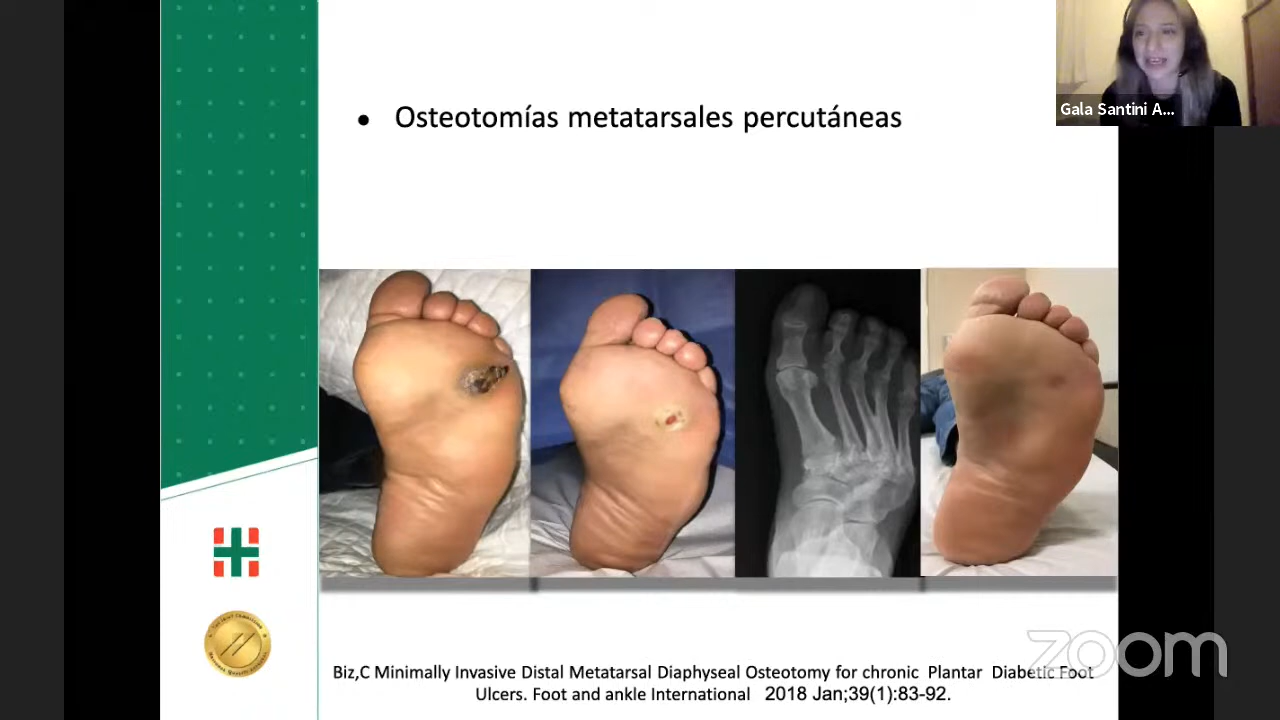 Gala Santini A...
• Osteotomías metatarsales percutáneas
zoom
Biz,C Minimally Invasive Distal Metatarsal Diaphyseal Osteotomy for chronic Plantar Diabetic Foot
Ulcers. Foot and ankle International 2018 Jan;39(1):83-92.